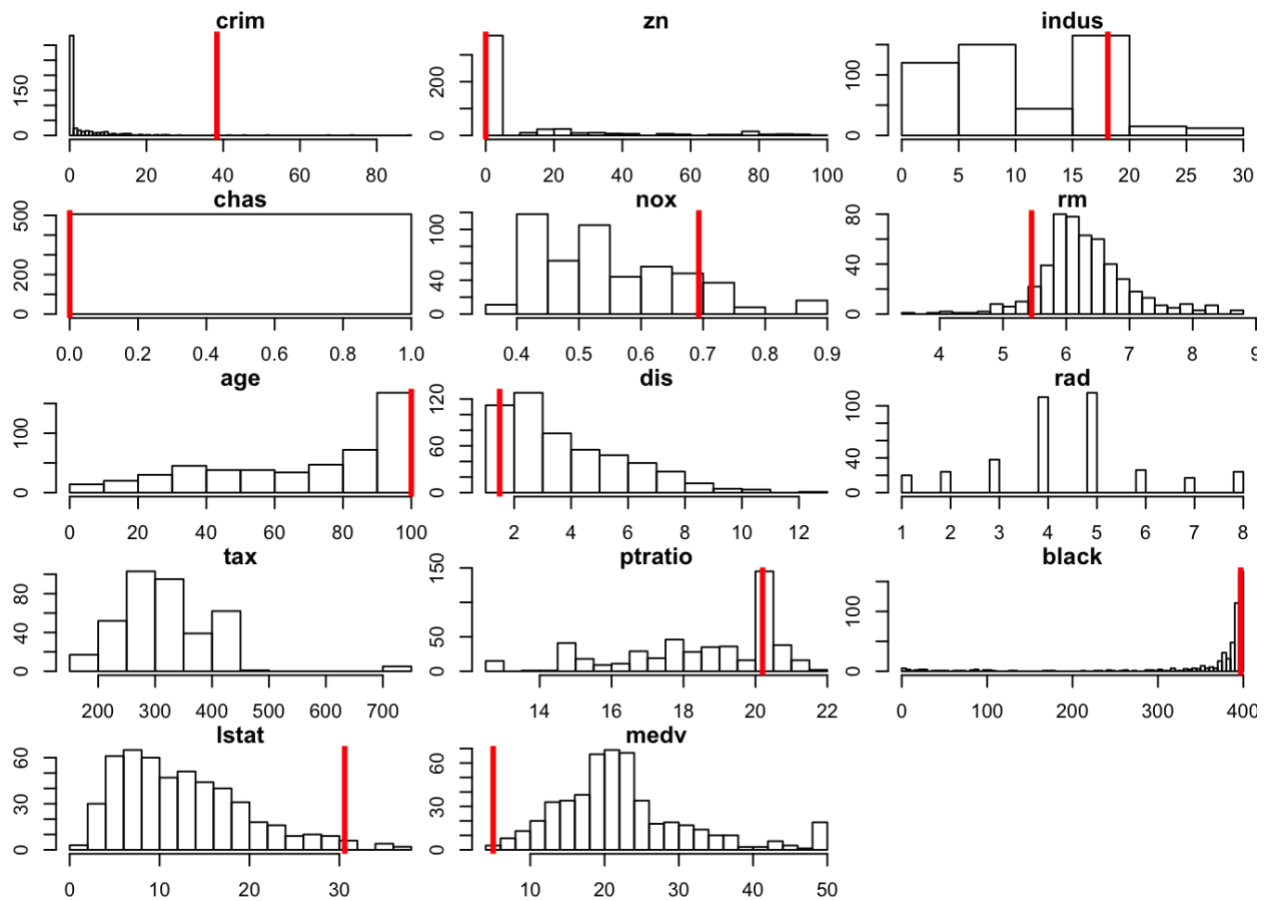 crim zn indus
0 150
0 200
0 100
0 20 40 60 80
0 20 40 60 80 100
0 5 10 15 20 25 30
chas nox rm
0 200 500
0 40 100
0 40 80
0.0 0.2 0.4 0.6 0.8 1.0
0.4 0.5 0.6 0.7 0.8 0.9
4 5 6 7 8 9
age dis rad
0 100
0 60 120
0 40 100
0 20 40 60 80 100
2 4 6 8 10 12
1 2 3 4 5 6 7 8
tax ptratio black
0 40 80
0 50 150
0 100
200 300 400 500 600 700
14 16 18 20 22
0 100 200 300 400
lstat medv
0 30 60
0 30 60
0 10 20 30
10 20 30 40 50